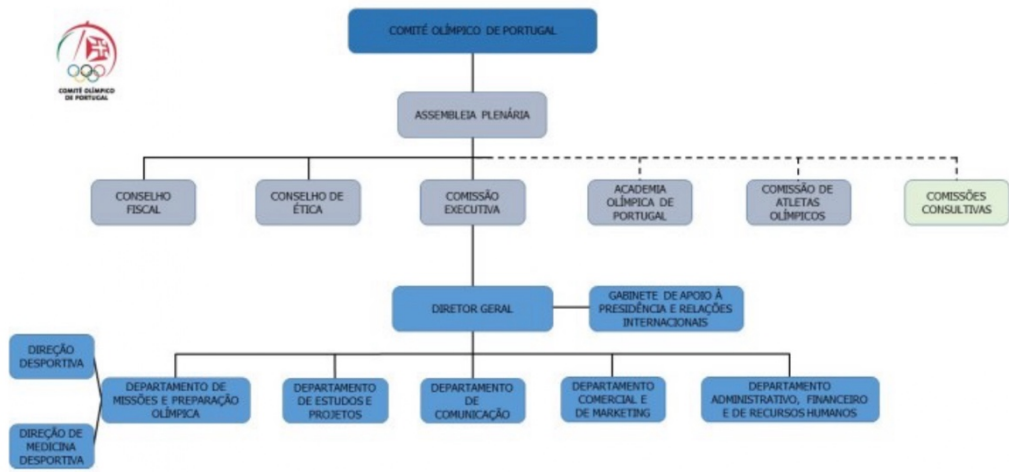 COMITÉ OLÍMPICO DE PORTUGAL
COMITÉ OLÍMPICO
DE PORTUGAL
ASSEMBLEIA PLENÁRIA
CONSELHO
FISCAL
CONSELHO DE
ÉTICA
COMISSÃO
EXECUTIVA
ACADEMIA
OLÍMPICA DE
PORTUGAL
COMISSÃO DE
ATLETAS
OLÍMPICOS
COMISSÕES
CONSULTIVAS
DIRETOR GERAL
GABINETE DE APOIO À
PRESIDÊNCIA E RELAÇÕES
INTERNACIONAIS
DIREÇÃO
DESPORTIVA
DEPARTAMENTO DE
MISSÕES E PREPARAÇÃO
OLÍMPICA
DEPARTAMENTO
DE ESTUDOS E
PROJETOS
DEPARTAMENTO
DE
COMUNICAÇÃO
DEPARTAMENTO
COMERCIAL E
DE MARKETING
DEPARTAMENTO
ADMINISTRATIVO, FINANCEIRO
E DE RECURSOS HUMANOS
DIREÇÃO DE
MEDICINA
DESPORTIVA